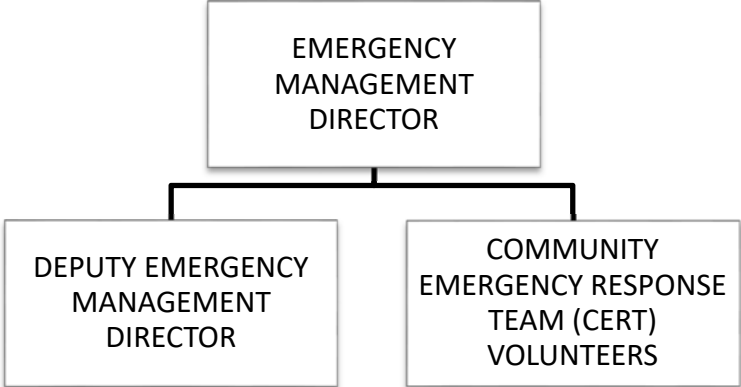 EMERGENCY
MANAGEMENT
DIRECTOR
DEPUTY EMERGENCY
MANAGEMENT
DIRECTOR
COMMUNITY
EMERGENCY RESPONSE
TEAM (CERT)
VOLUNTEERS